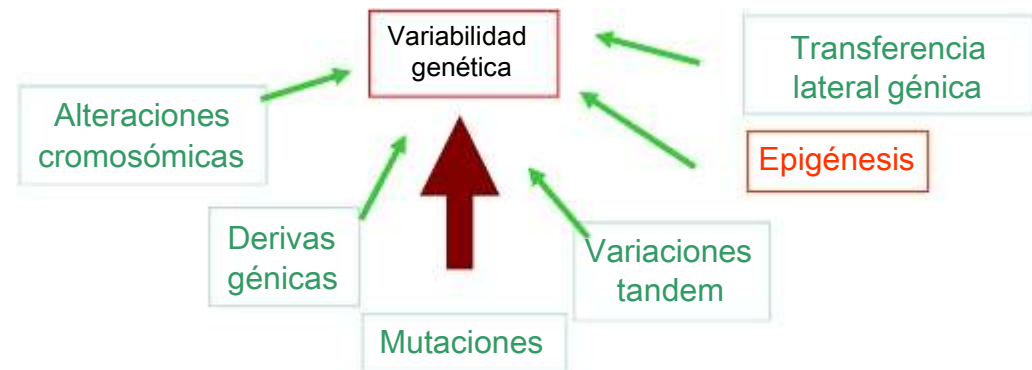 Variabilidad
genética
Transferencia
lateral génica
Alteraciones
cromosómicas
Epigénesis
Derivas
génicas
Variaciones
tandem
Mutaciones